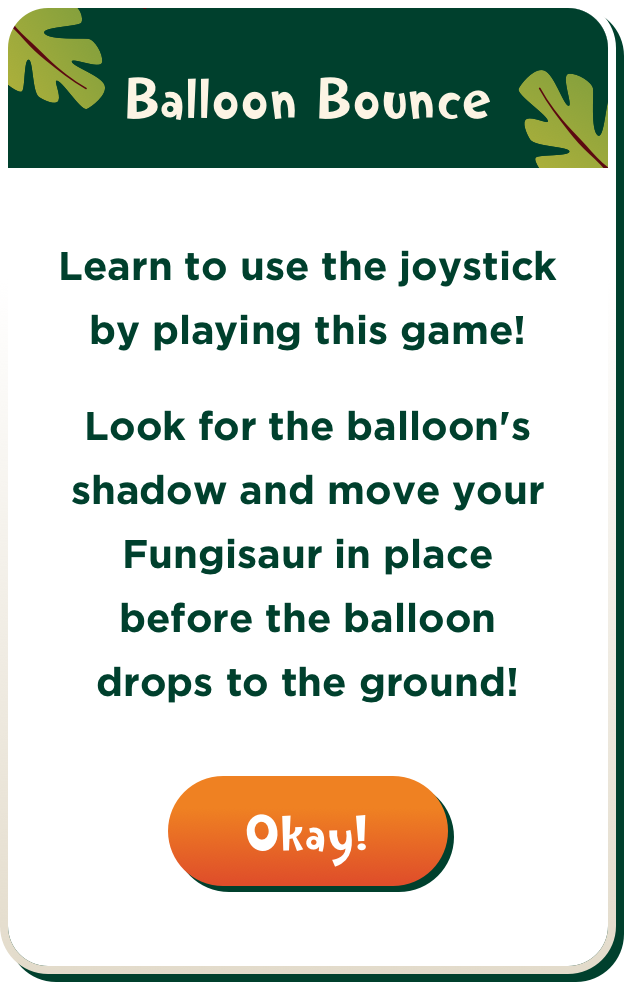 Balloon Bounce
Learn to use the joystick
by playing this game!
Look for the balloon's
shadow and move your
Fungisaur in place
before the balloon
drops to the ground!
Okay!